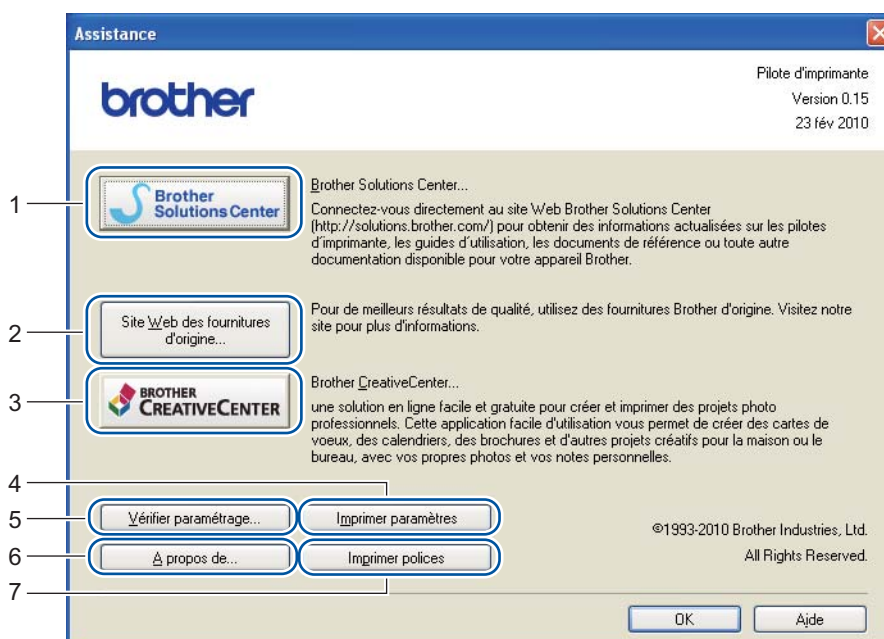 Assistance
brother
Pilote d'imprimante
Version 0.15
23 fév 2010
1
Brother
Solutions Center
Brother Solutions Center...
Connectez-vous directement au site Web Brother Solutions Center
(http://solutions.brother.com/) pour obtenir des informations actualisées sur les pilotes
d'imprimante, les guides d'utilisation, les documents de référence ou toute autre
documentation disponible pour votre appareil Brother.
2
Site Web des fournitures
d'origine...
Pour de meilleurs résultats de qualité, utilisez des fournitures Brother d'origine. Visitez notre
site pour plus d'informations.
3
BROTHER
CREATIVECENTER
Brother CreativeCenter...
une solution en ligne facile et gratuite pour créer et imprimer des projets photo
professionnels. Cette application facile d'utilisation vous permet de créer des cartes de
voeux, des calendriers, des brochures et d'autres projets créatifs pour la maison ou le
bureau, avec vos propres photos et vos notes personnelles.
4
5
Vérifier paramétrage...
Imprimer paramètres
©1993-2010 Brother Industries, Ltd.
6
A propos de...
Imprimer polices
All Rights Reserved.
7
OK
Aide